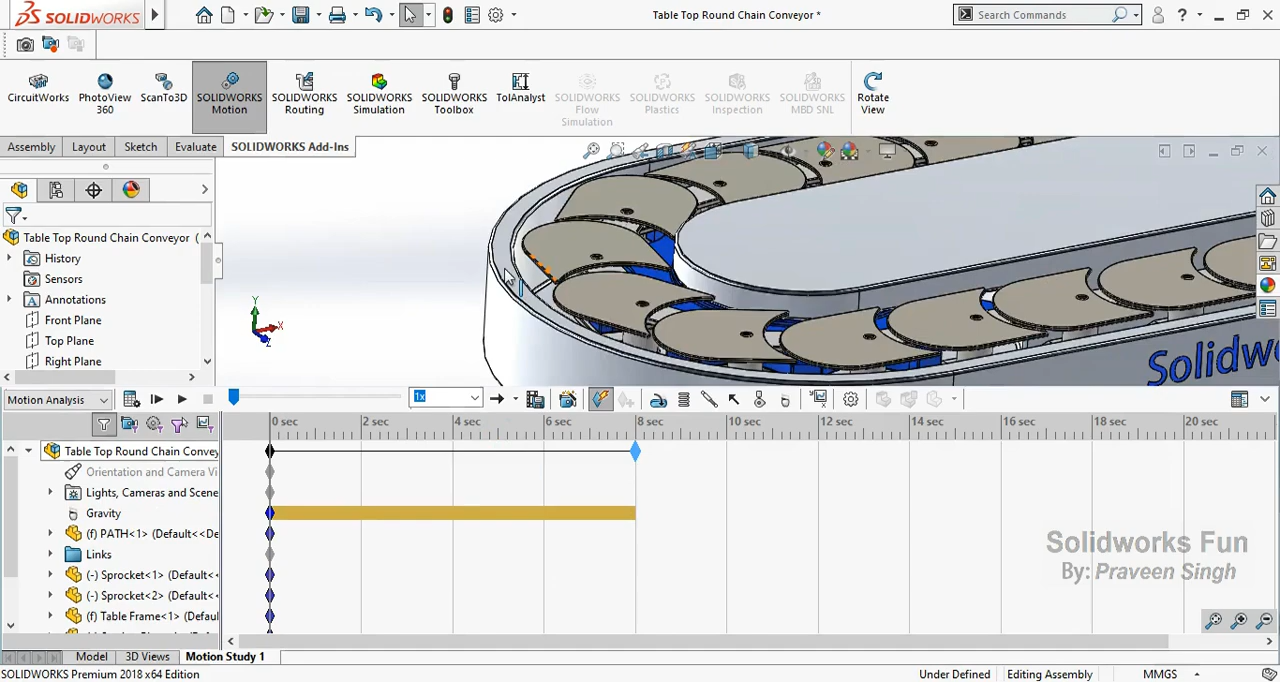 SOLIDWORKS
Table Top Round Chain Conveyor *
Search Commands
CircuitWorks
PhotoView 360
ScanTo3D
SOLIDWORKS Motion
SOLIDWORKS Routing
SOLIDWORKS Simulation
SOLIDWORKS Toolbox
TolAnalyst
SOLIDWORKS Flow Simulation
SOLIDWORKS Plastics
SOLIDWORKS Inspection
SOLIDWORKS MBD SNL
Rotate View
Assembly
Layout
Sketch
Evaluate
SOLIDWORKS Add-Ins
Table Top Round Chain Conveyor (
History
Sensors
Annotations
Front Plane
Top Plane
Right Plane
Y
X
Z
Solidwo
Motion Analysis
1x
0 sec
2 sec
4 sec
6 sec
8 sec
10 sec
12 sec
14 sec
16 sec
18 sec
20 sec
Table Top Round Chain Convey
Orientation and Camera Vi
Lights, Cameras and Scene
Gravity
(f) PATH<1> (Default<<De
Links
(-) Sprocket<1> (Default<
(-) Sprocket<2> (Default<
(f) Table Frame<1> (Defau
Solidworks Fun
By: Praveen Singh
Model
3D Views
Motion Study 1
SOLIDWORKS Premium 2018 x64 Edition
Under Defined
Editing Assembly
MMGS